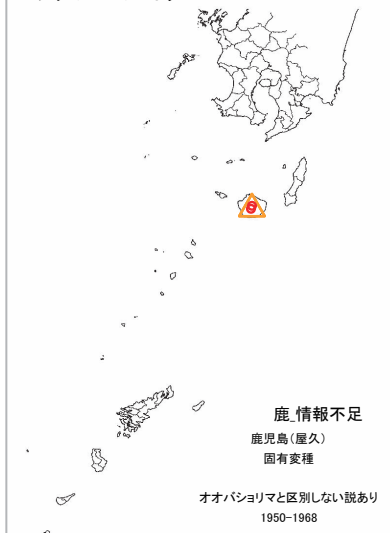 鹿_情報不足
鹿児島(屋久)
固有変種
オオバショリマと区別しない説あり
1950-1968